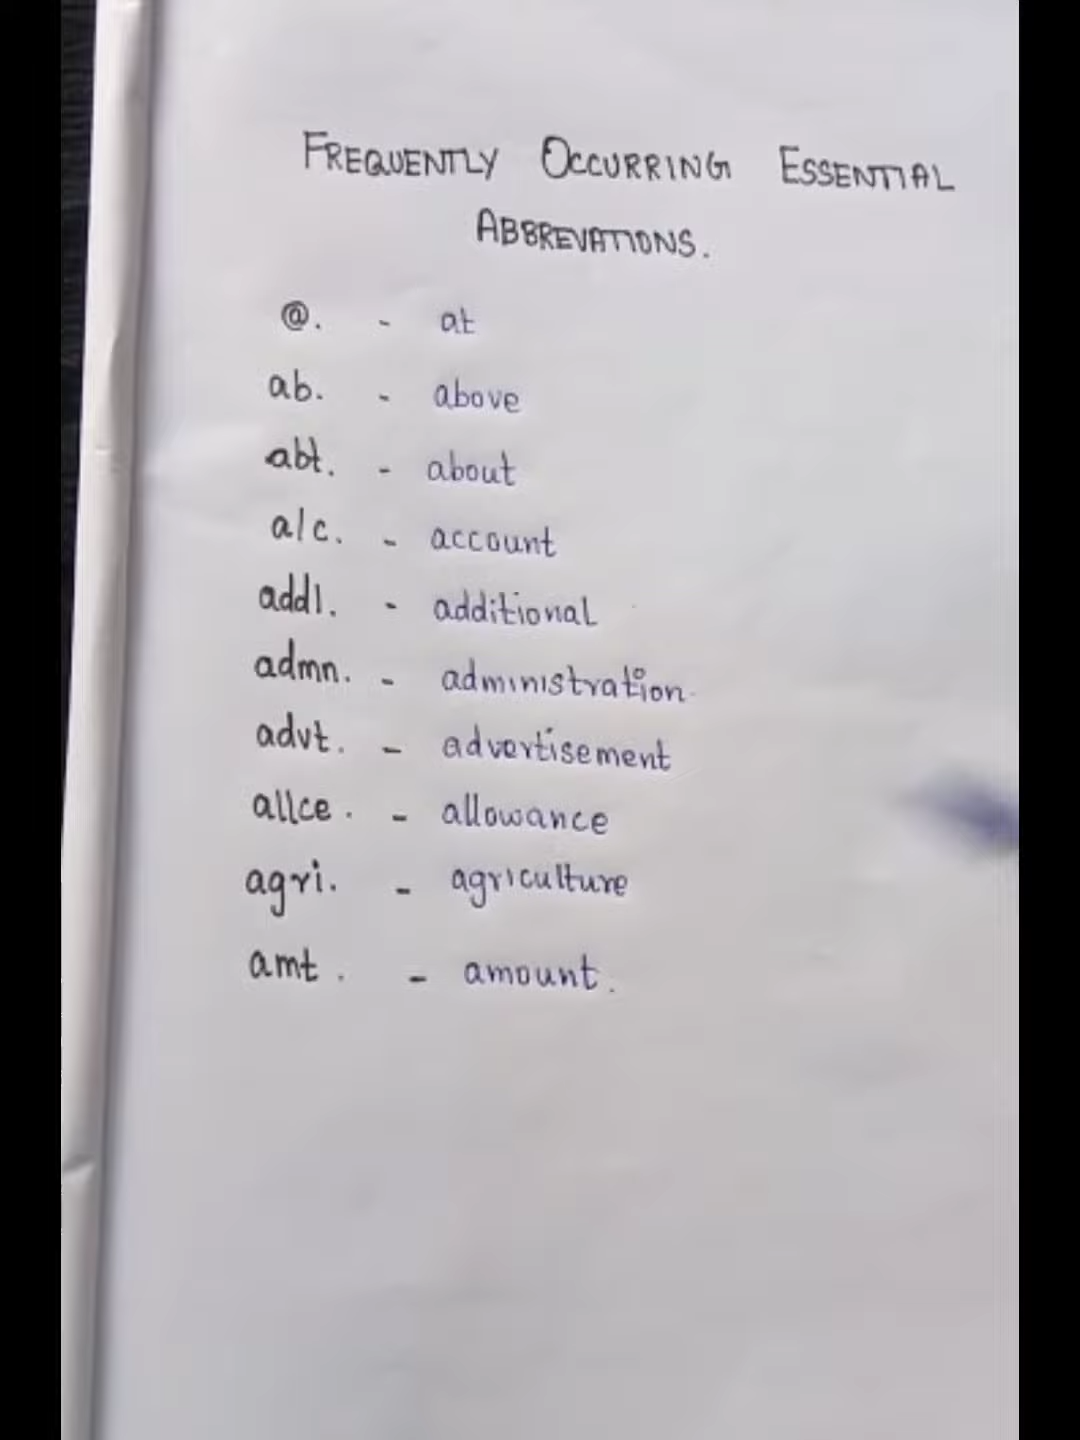 FREQUENTLY OCCURRING ESSENTIAL
ABBREVATIONS.
@. - at
ab. - above
abt. - about
a/c. - account
addl. - additional
admn. - administration.
advt. - advertisement
allce. - allowance
agri. - agriculture
amt. - amount.